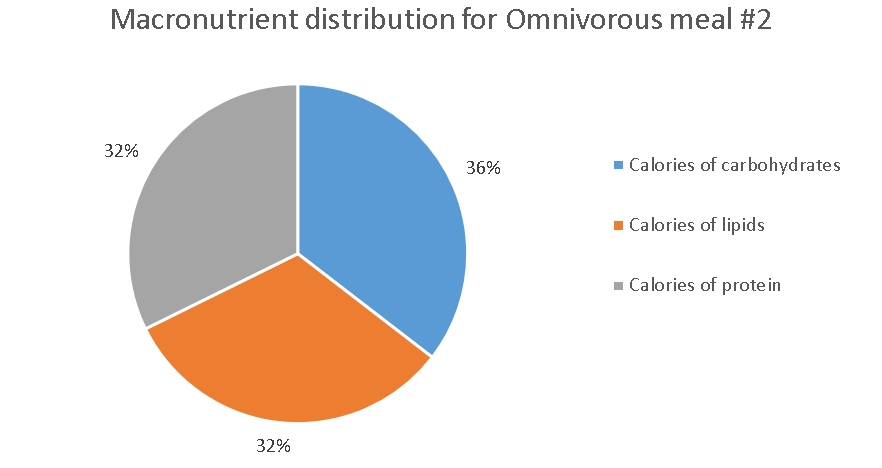 Macronutrient distribution for Omnivorous meal #2
32%
36%
32%
Calories of carbohydrates
Calories of lipids
Calories of protein